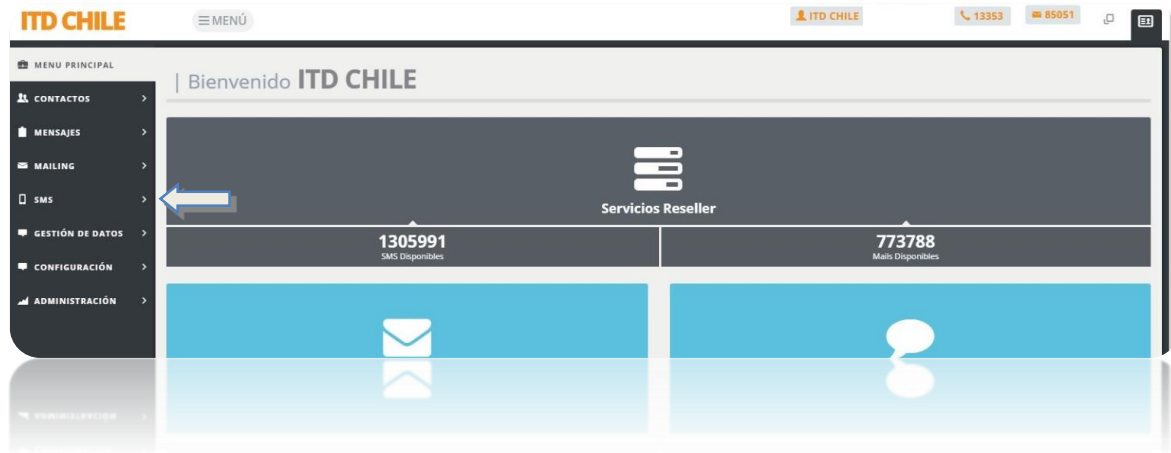 ITD CHILE
MENÚ
ITD CHILE
13353
85051
MENU PRINCIPAL
CONTACTOS
MENSAJES
MAILING
SMS
GESTIÓN DE DATOS
CONFIGURACIÓN
ADMINISTRACIÓN
| Bienvenido ITD CHILE
Servicios Reseller
1305991
SMS Disponibles
773788
Mails Disponibles